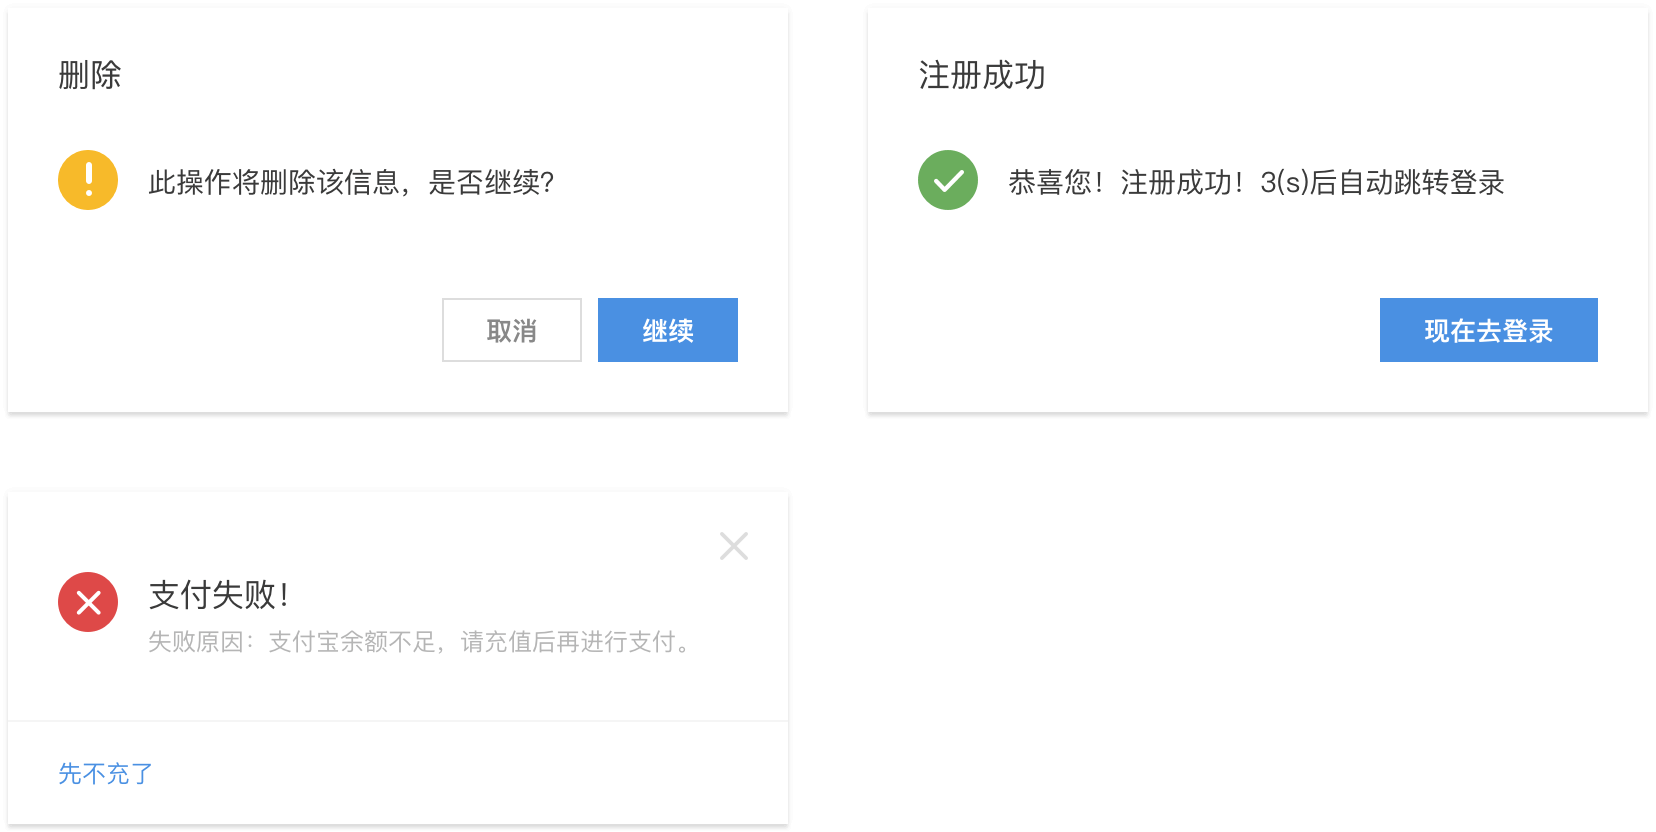 删除
此操作将删除该信息，是否继续?
取消
继续
注册成功
恭喜您！注册成功！3(s)后自动跳转登录
现在去登录
支付失败！
失败原因：支付宝余额不足，请充值后再进行支付。
先不充了